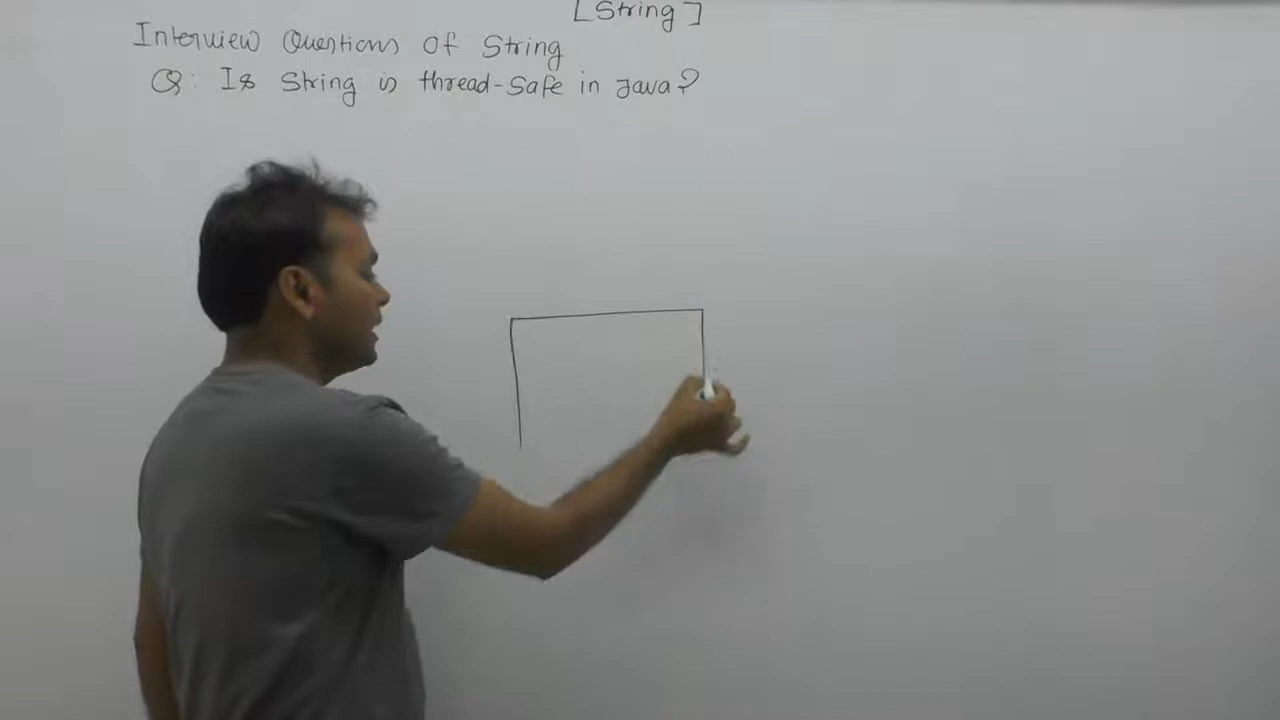 [String]
Interview Questions of String
Q: Is String is thread-safe in Java?